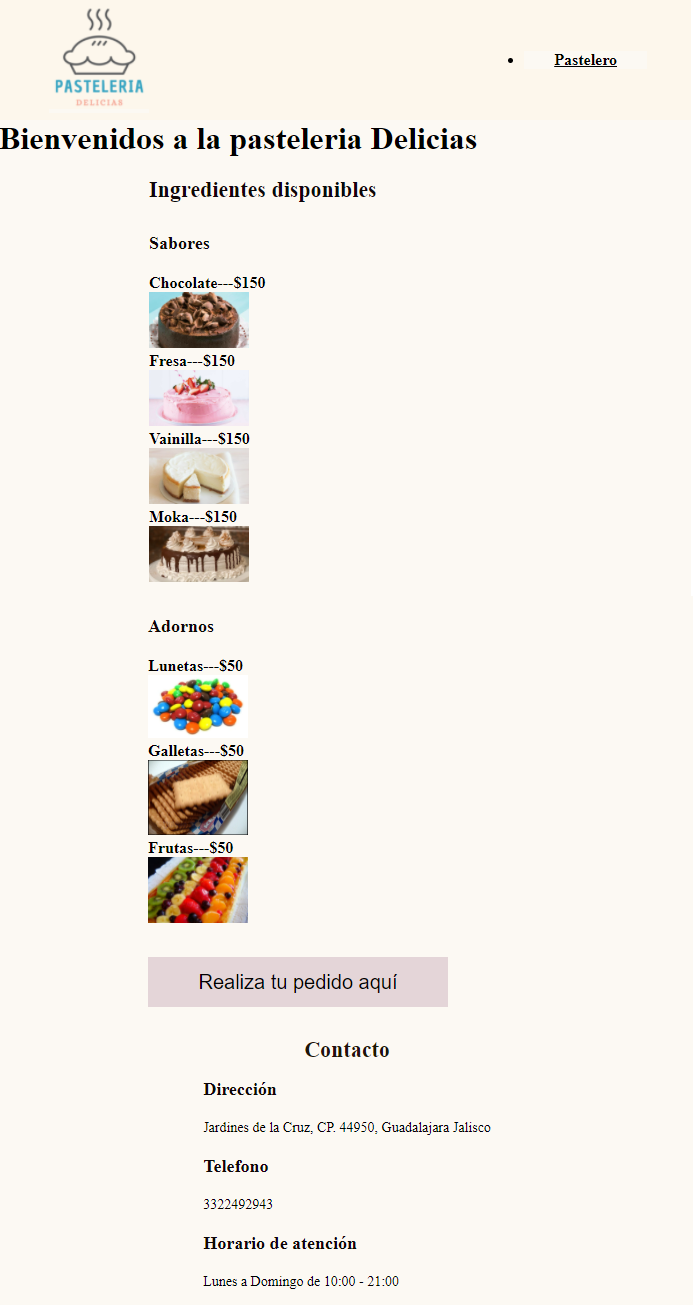 PASTELERIA
DELICIAS
Pastelero
Bienvenidos a la pasteleria Delicias
Ingredientes disponibles
Sabores
Chocolate---$150
Fresa---$150
Vainilla---$150
Moka---$150
Adornos
Lunetas---$50
Galletas---$50
Frutas---$50
Realiza tu pedido aquí
Contacto
Dirección
Jardines de la Cruz, CP. 44950, Guadalajara Jalisco
Telefono
3322492943
Horario de atención
Lunes a Domingo de 10:00 - 21:00